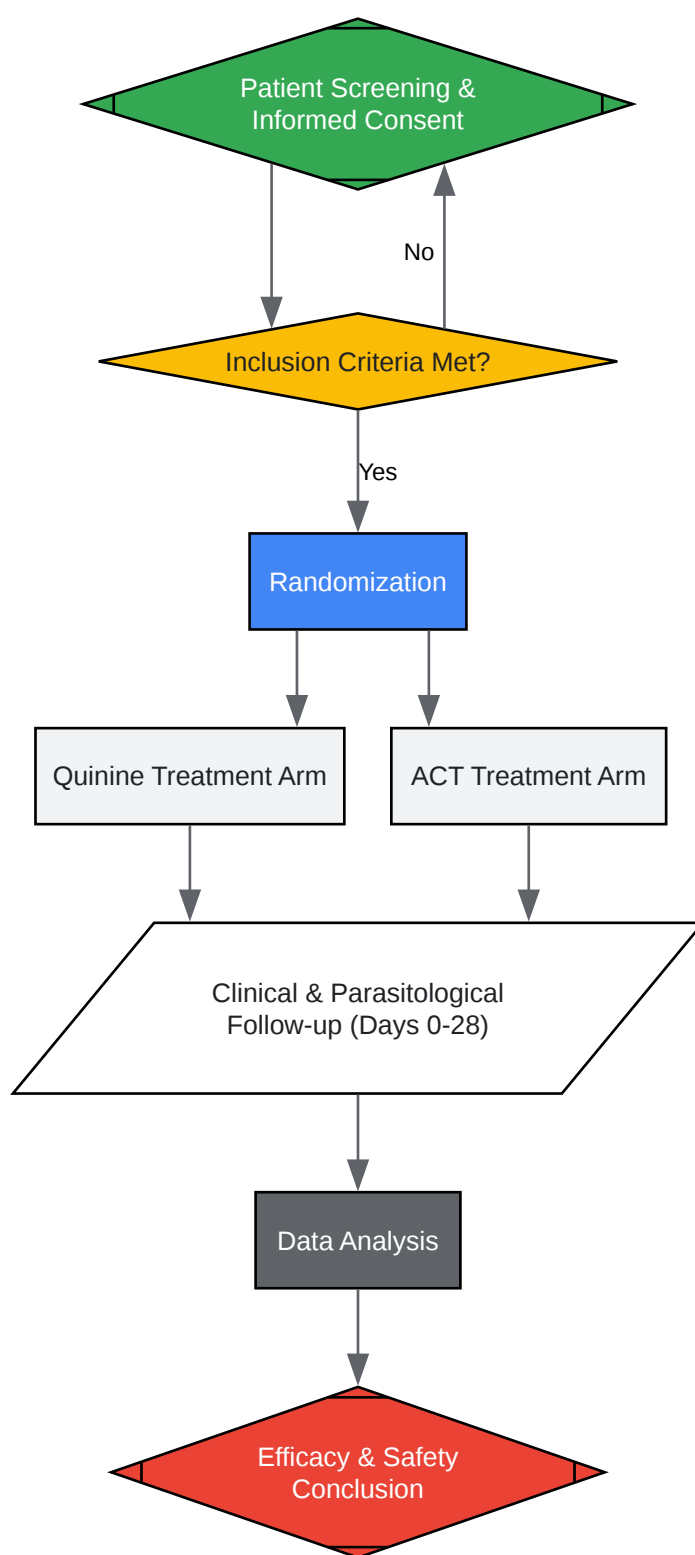 Patient Screening &
Informed Consent
No
Inclusion Criteria Met?
Yes
Randomization
Quinine Treatment Arm
ACT Treatment Arm
Clinical & Parasitological
Follow-up (Days 0-28)
Data Analysis
Efficacy & Safety
Conclusion